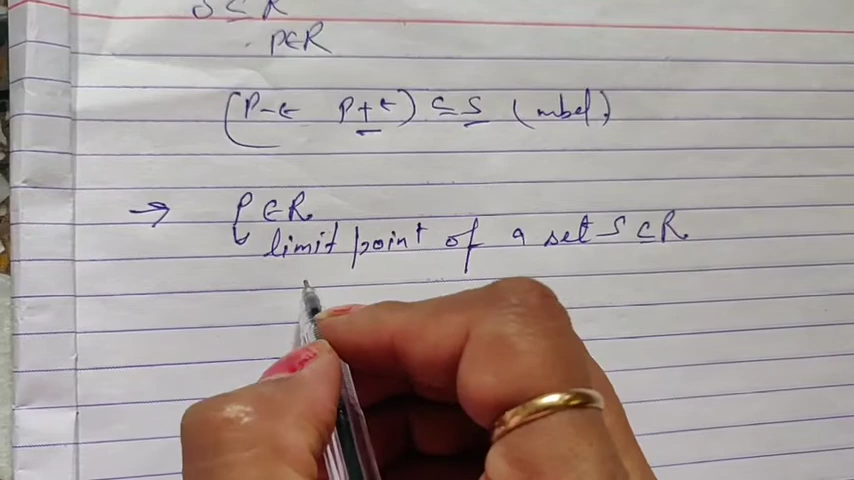 S ⊆ R
P∈R
(P-ϵ P+ϵ) ⊆ S (nbd.)
→ P ∈ R.
↳ limit point of a set S ⊆ R.